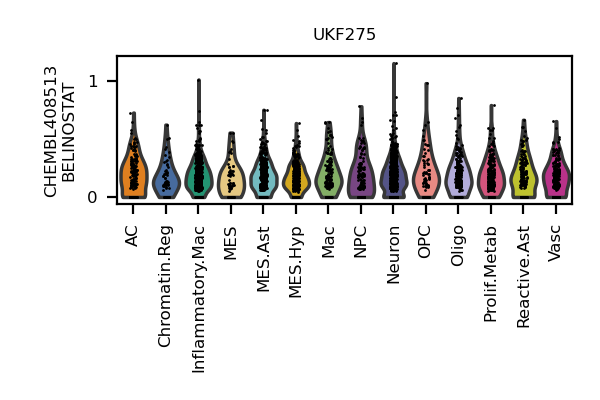 UKF275
CHEMBL408513
BELINOSTAT
1
0
AC
Chromatin.Reg
Inflammatory.Mac
MES
MES.Ast
MES.Hyp
Mac
NPC
Neuron
OPC
Oligo
Prolif.Metab
Reactive.Ast
Vasc